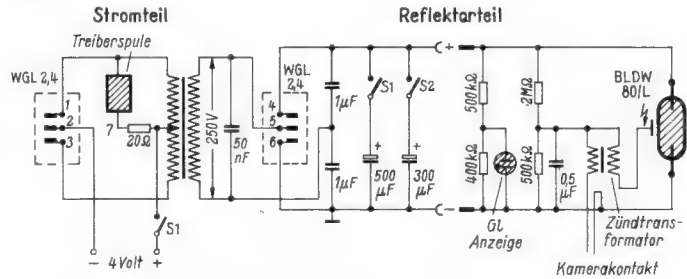 Stromteil
Reflektorteil
Treiberspule
WGL 2,4
1
2
3
7
20Ω
S1
− 4Volt +
250V
50
nF
WGL
2,4
4
5
6
1µF
1µF
S1
S2
+
500
µF
+
300
µF
+
−
500kΩ
400kΩ
Gl
Anzeige
2MΩ
500kΩ
0,5
µF
BLDW
80/L
Zündtrans-
formator
Kamerakontakt